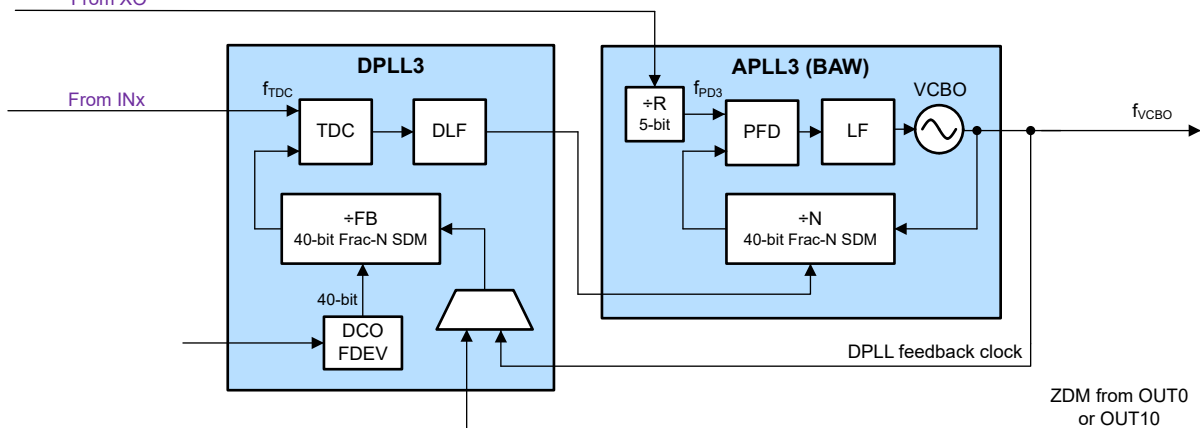 From XO
DPLL3
APLL3 (BAW)
From INx
fTDC
TDC
DLF
÷R
5-bit
fPD3
PFD
LF
VCBO
fVCBO
÷FB
40-bit Frac-N SDM
÷N
40-bit Frac-N SDM
40-bit
DCO
FDEV
DPLL feedback clock
ZDM from OUT0
or OUT10